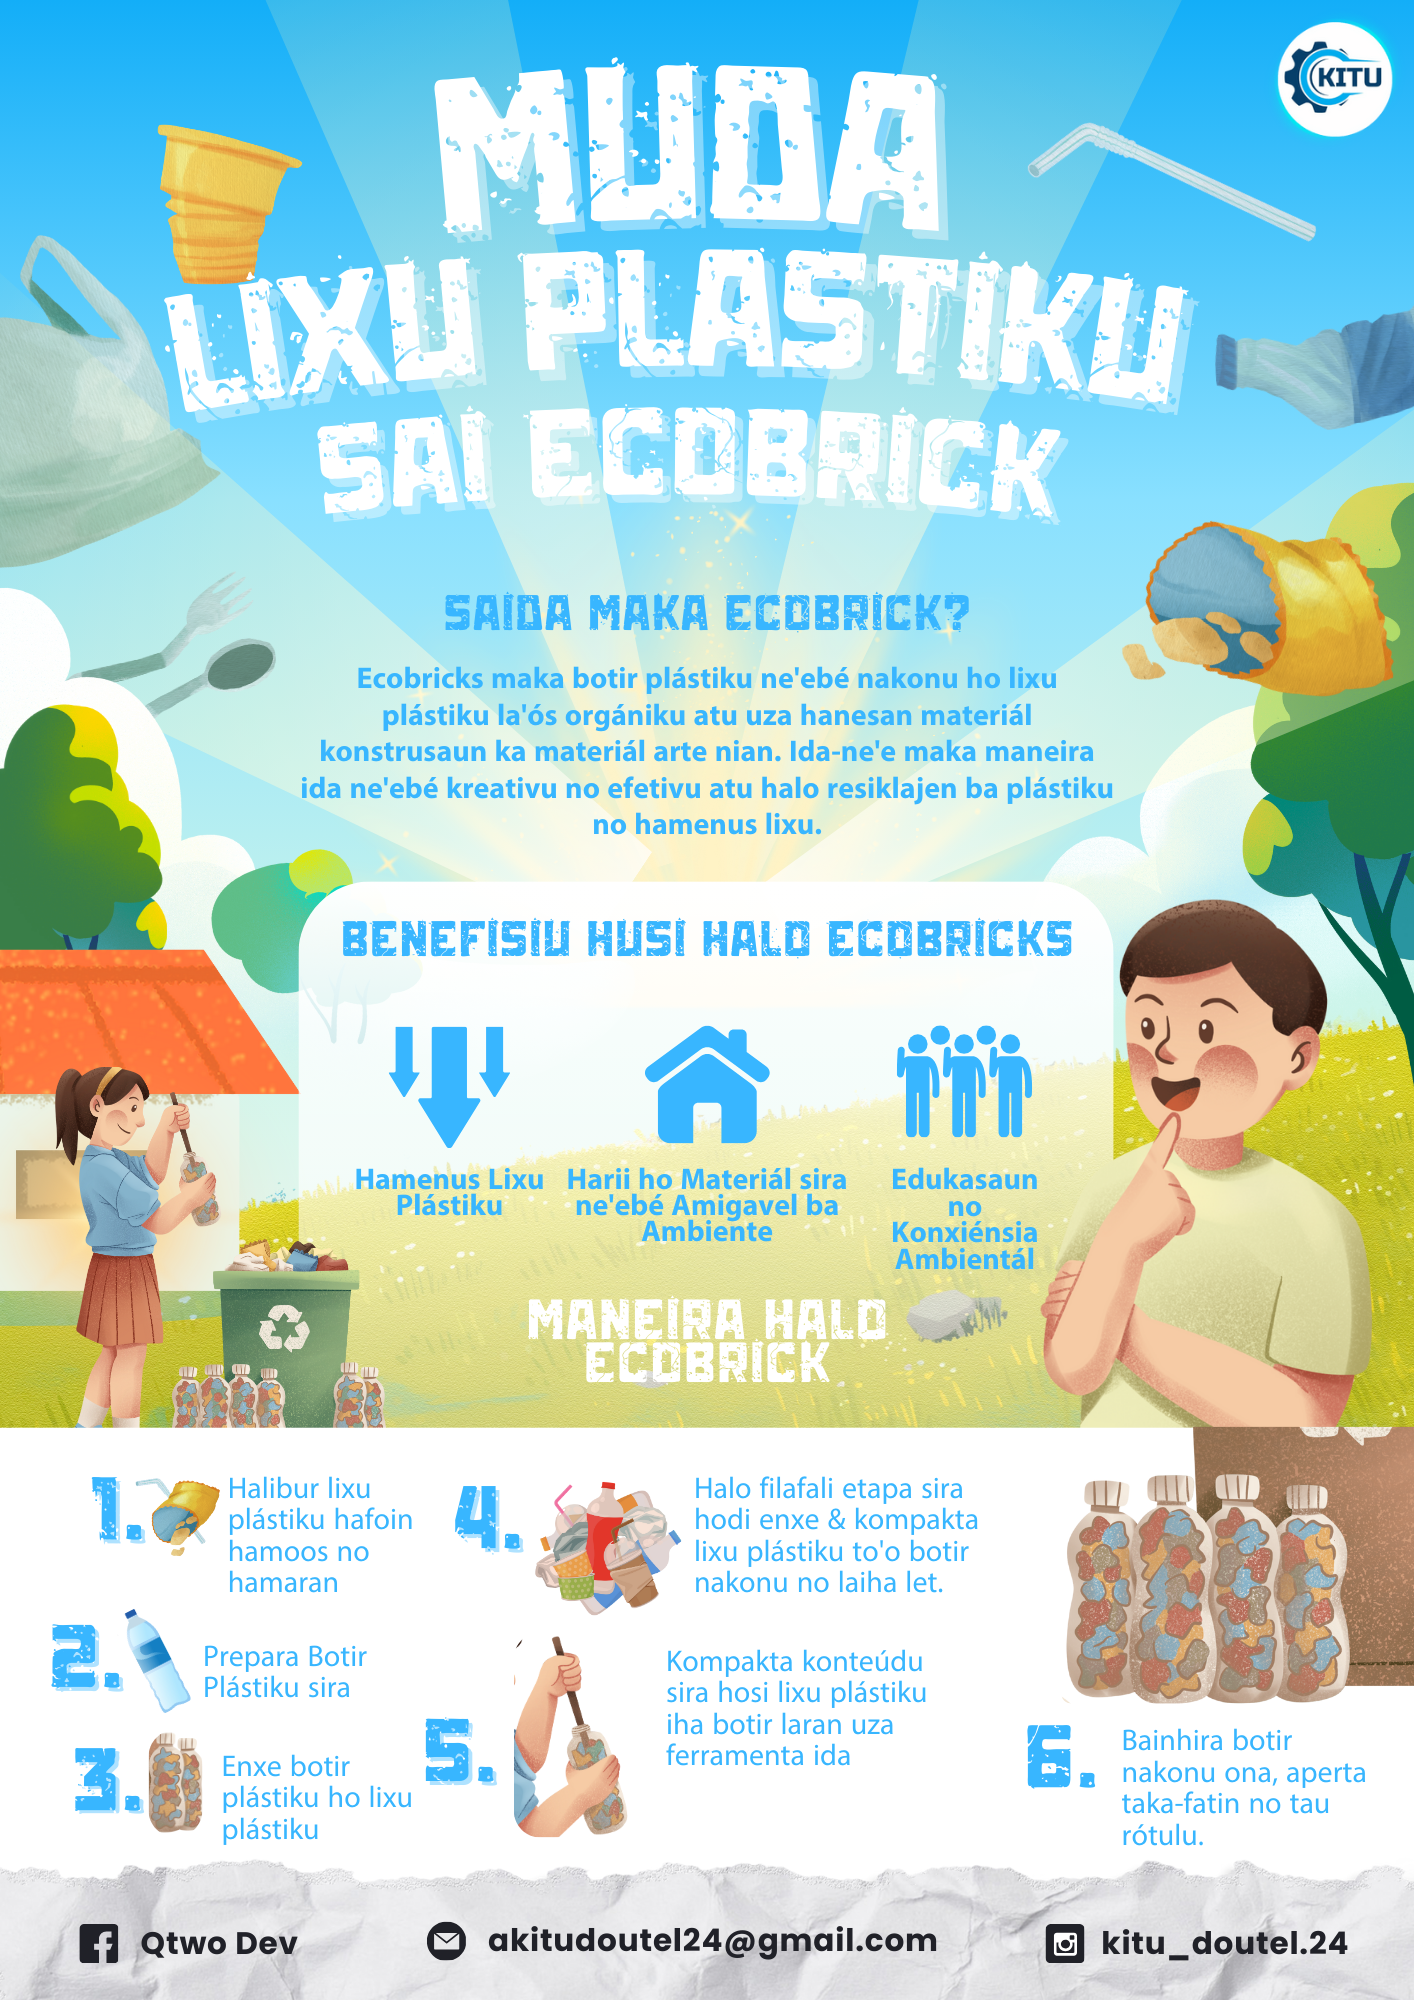 KITU
MUDA
LIXU PLASTIKU
SAI ECOBRICK
SAIDA MAKA ECOBRICK?
Ecobricks maka botir plástiku ne'ebé nakonu ho lixu
plástiku la'ós orgániku atu uza hanesan materiál
konstrusaun ka materiál arte nian. Ida-ne'e maka maneira
ida ne'ebé kreativu no efetivu atu halo resiklajen ba plástiku
no hamenus lixu.
BENEFISIU HUSI HALO ECOBRICKS
Hamenus Lixu
Plástiku
Harii ho Materiál sira
ne'ebé Amigavel ba
Ambiente
Edukasaun
no
Konxiénsia
Ambientál
MANEIRA HALO
ECOBRICK
1.
Halibur lixu
plástiku hafoin
hamoos no
hamaran
2.
Prepara Botir
Plástiku sira
3.
Enxe botir
plástiku ho lixu
plástiku
4.
Halo filafali etapa sira
hodi enxe & kompakta
lixu plástiku to'o botir
nakonu no laiha let.
5.
Kompakta konteúdu
sira hosi lixu plástiku
iha botir laran uza
ferramenta ida
6.
Bainhira botir
nakonu ona, aperta
taka-fatin no tau
rótulu.
Qtwo Dev
akitudoutel24@gmail.com
kitu_doutel.24